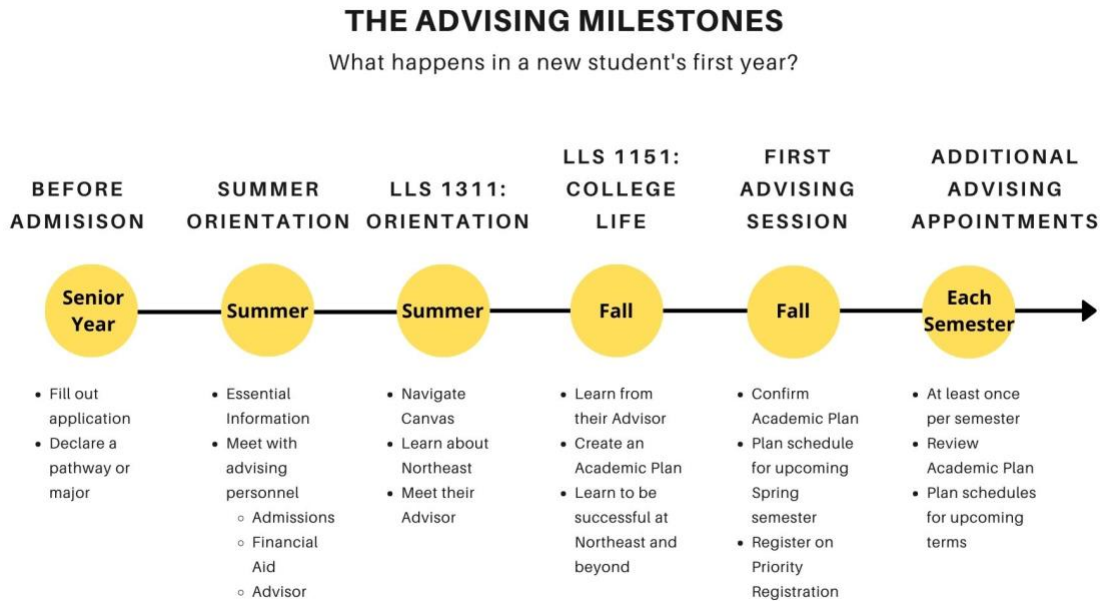 THE ADVISING MILESTONES
What happens in a new student's first year?
BEFORE
ADMISISON
Senior
Year
• Fill out
application
• Declare a
pathway or
major
SUMMER
ORIENTATION
Summer
• Essential
Information
• Meet with
advising
personnel
○ Admissions
○ Financial
Aid
○ Advisor
LLS 1311:
ORIENTATION
Summer
• Navigate
Canvas
• Learn about
Northeast
• Meet their
Advisor
LLS 1151:
COLLEGE
LIFE
Fall
• Learn from
their Advisor
• Create an
Academic Plan
• Learn to be
successful at
Northeast and
beyond
FIRST
ADVISING
SESSION
Fall
• Confirm
Academic Plan
• Plan schedule
for upcoming
Spring
semester
• Register on
Priority
Registration
ADDITIONAL
ADVISING
APPOINTMENTS
Each
Semester
• At least once
per semester
• Review
Academic Plan
• Plan schedules
for upcoming
terms